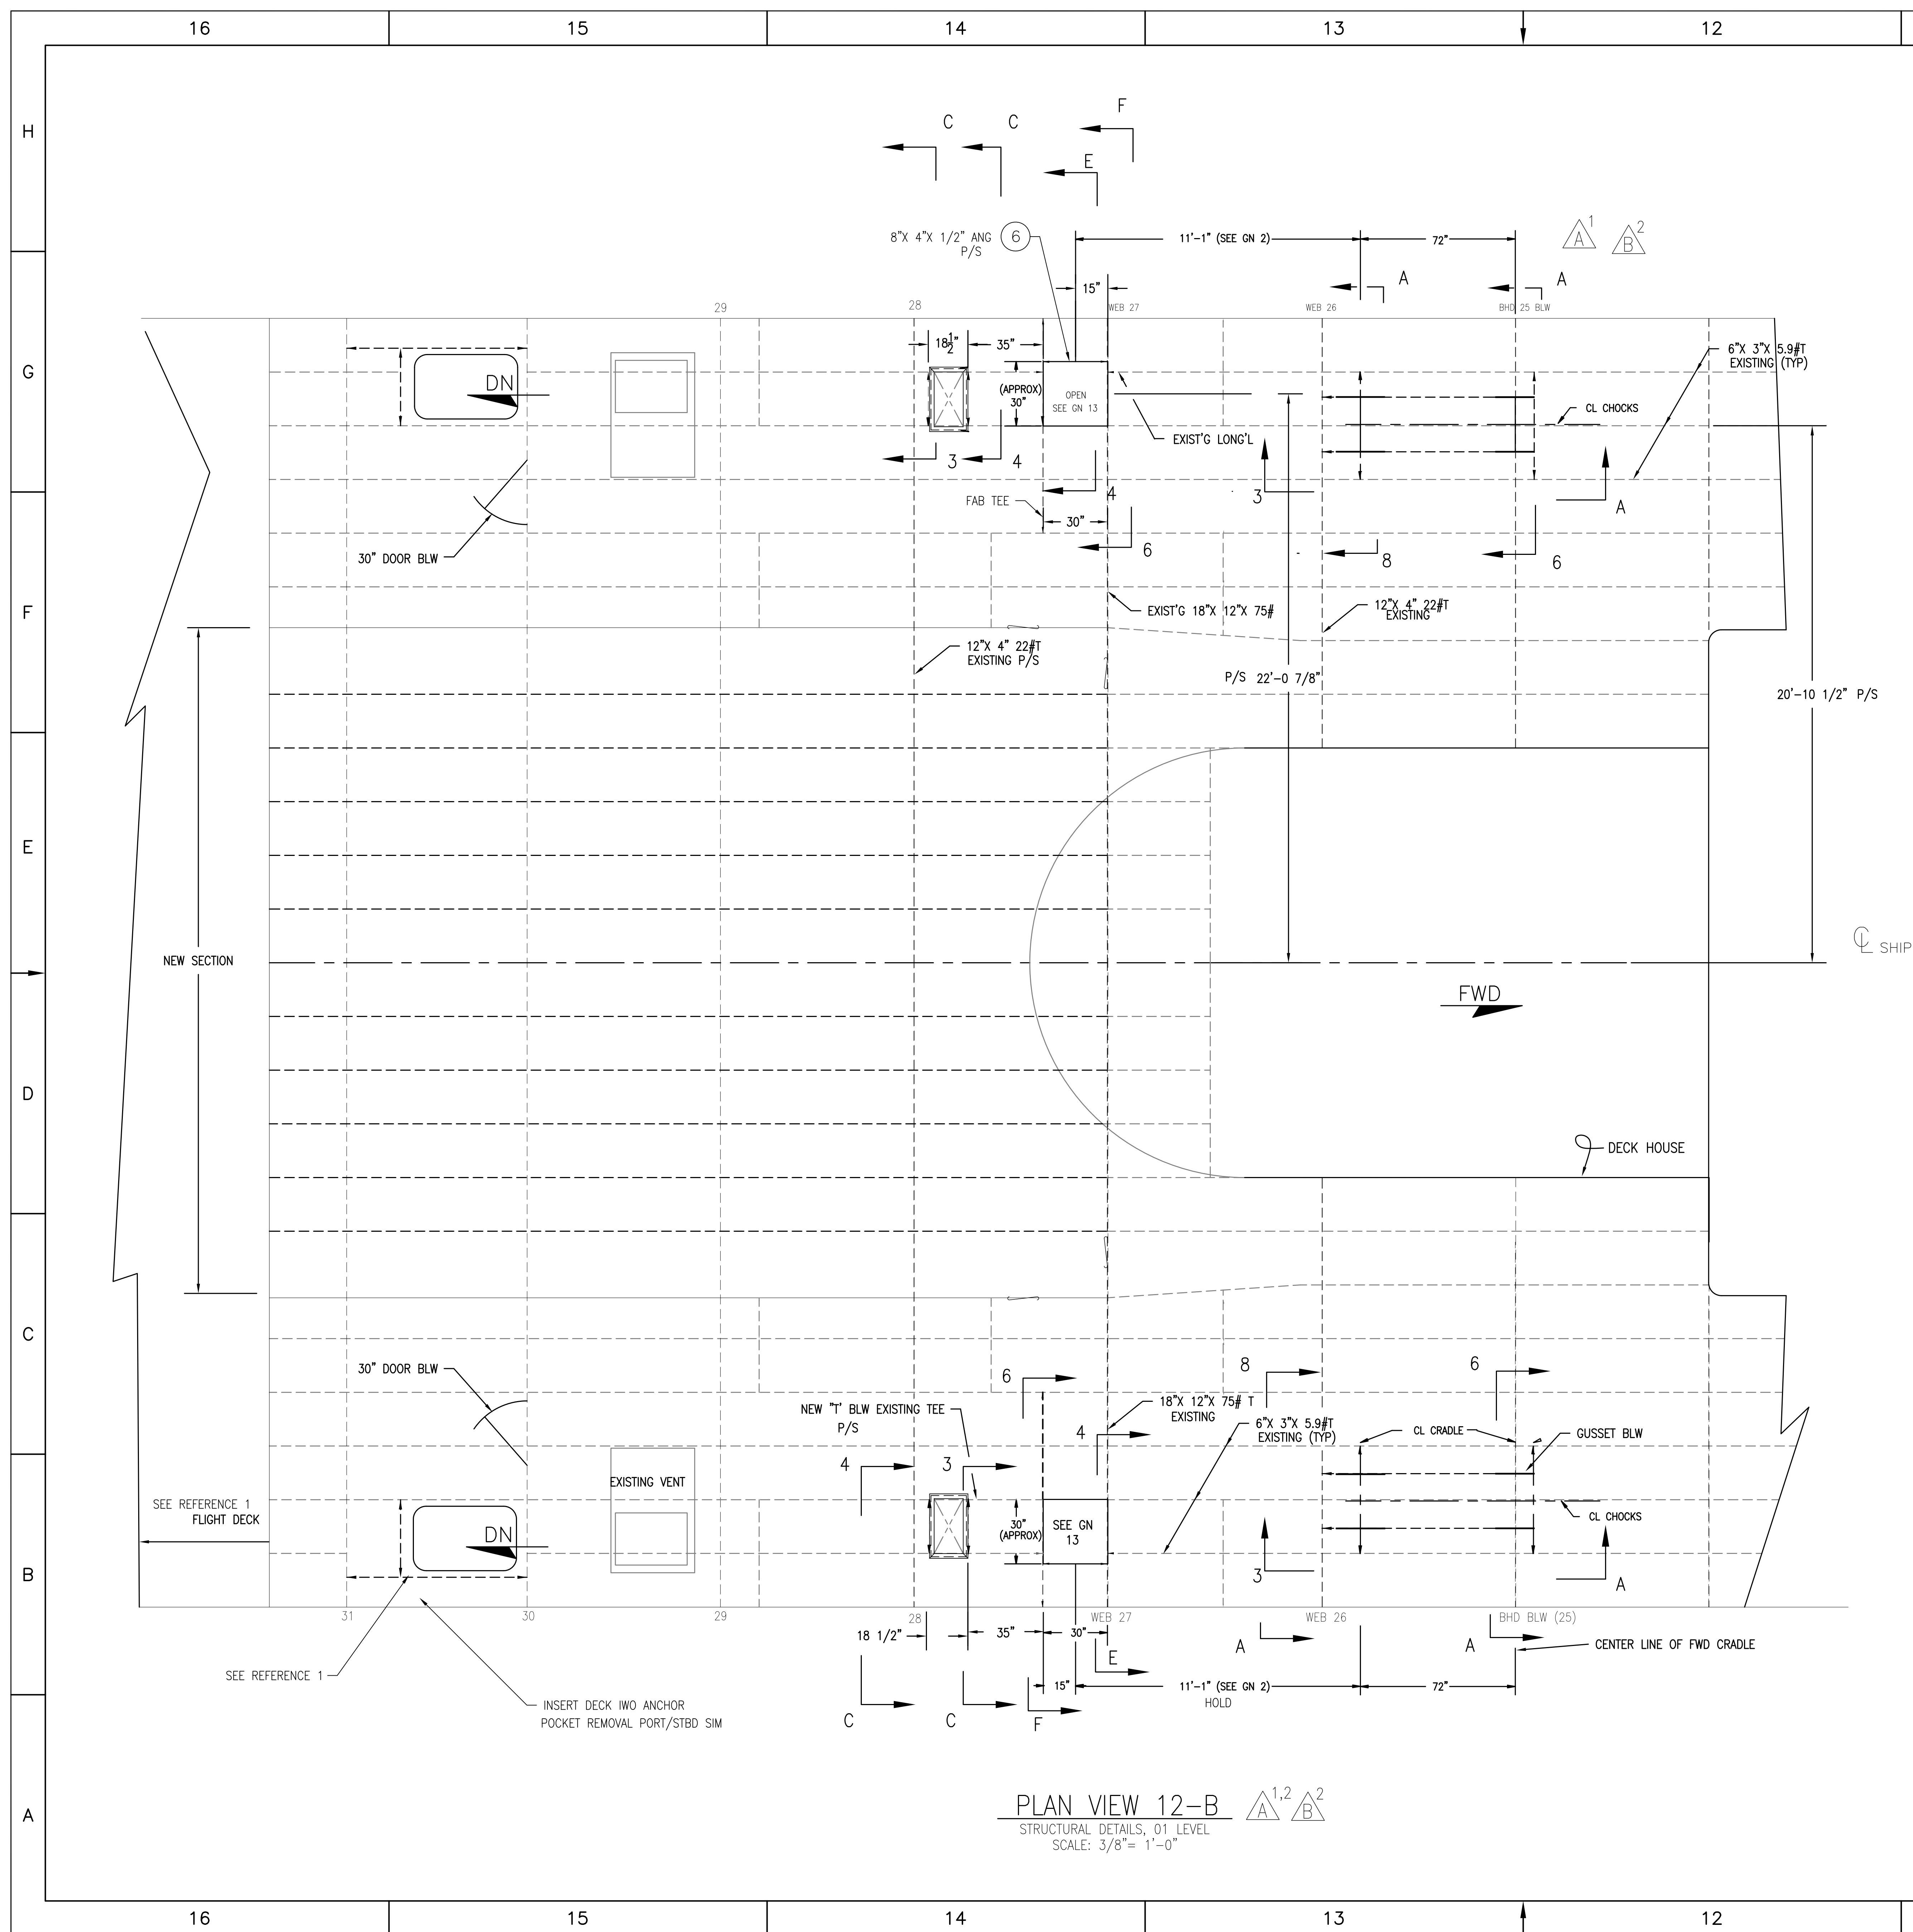 16 15 14 13 12
H
C C F
E
8"X 4"X 1/2" ANG 6
P/S
11'-1" (SEE GN 2) 72"
A 1 B 2
15"
A A
29 28 WEB 27 WEB 26 BHD 25 BLW
G
18 1/2" 35"
6"X 3"X 5.9#T
EXISTING (TYP)
DN
(APPROX)
30"
OPEN
SEE GN 13
CL CHOCKS
EXIST'G LONG'L
3 4
4 3 A
FAB TEE
30"
30" DOOR BLW
6 8 6
F
EXIST'G 18"X 12"X 75#
12"X 4" 22#T
EXISTING
12"X 4" 22#T
EXISTING P/S
P/S 22'-0 7/8"
20'-10 1/2" P/S
E
NEW SECTION
CL SHIP
FWD
D
DECK HOUSE
C
30" DOOR BLW
6 8 6
NEW "T' BLW EXISTING TEE
P/S
18"X 12"X 75# T
EXISTING
6"X 3"X 5.9#T
EXISTING (TYP)
CL CRADLE
GUSSET BLW
4
4 3
EXISTING VENT
SEE REFERENCE 1
FLIGHT DECK
DN
30"
(APPROX)
SEE GN
13
CL CHOCKS
B
3 A
31 30 29 28 WEB 27 WEB 26 BHD BLW (25)
18 1/2" 35" 30"
A A
CENTER LINE OF FWD CRADLE
E
SEE REFERENCE 1
15" 11'-1" (SEE GN 2) 72"
HOLD
INSERT DECK IWO ANCHOR
POCKET REMOVAL PORT/STBD SIM
C C F
A
PLAN VIEW 12-B A 1,2 B 2
STRUCTURAL DETAILS, 01 LEVEL
SCALE: 3/8"= 1'-0"
16 15 14 13 12